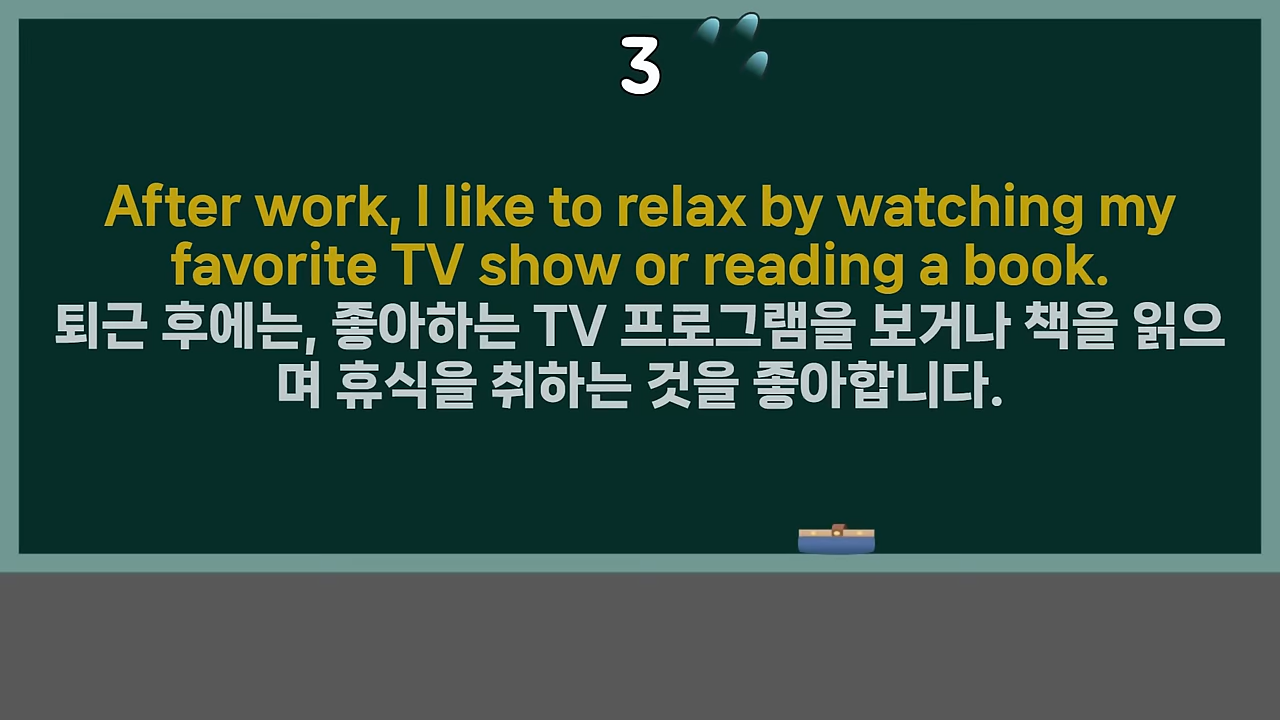 3
After work, I like to relax by watching my
favorite TV show or reading a book.
퇴근 후에는, 좋아하는 TV 프로그램을 보거나 책을 읽으
며 휴식을 취하는 것을 좋아합니다.